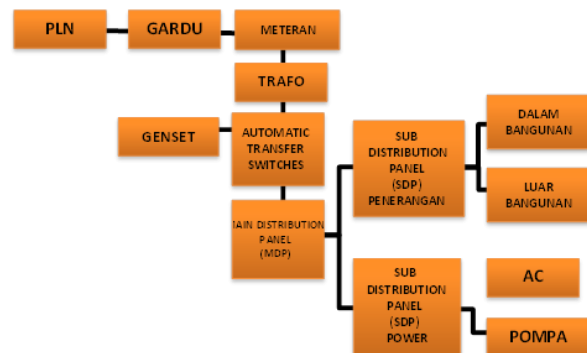 PLN
GARDU
METERAN
TRAFO
GENSET
AUTOMATIC
TRANSFER
SWITCHES
AIN DISTRIBUTION
PANEL
(MDP)
SUB
DISTRIBUTION
PANEL
(SDP)
PENERANGAN
DALAM
BANGUNAN
LUAR
BANGUNAN
SUB
DISTRIBUTION
PANEL
(SDP)
POWER
AC
POMPA